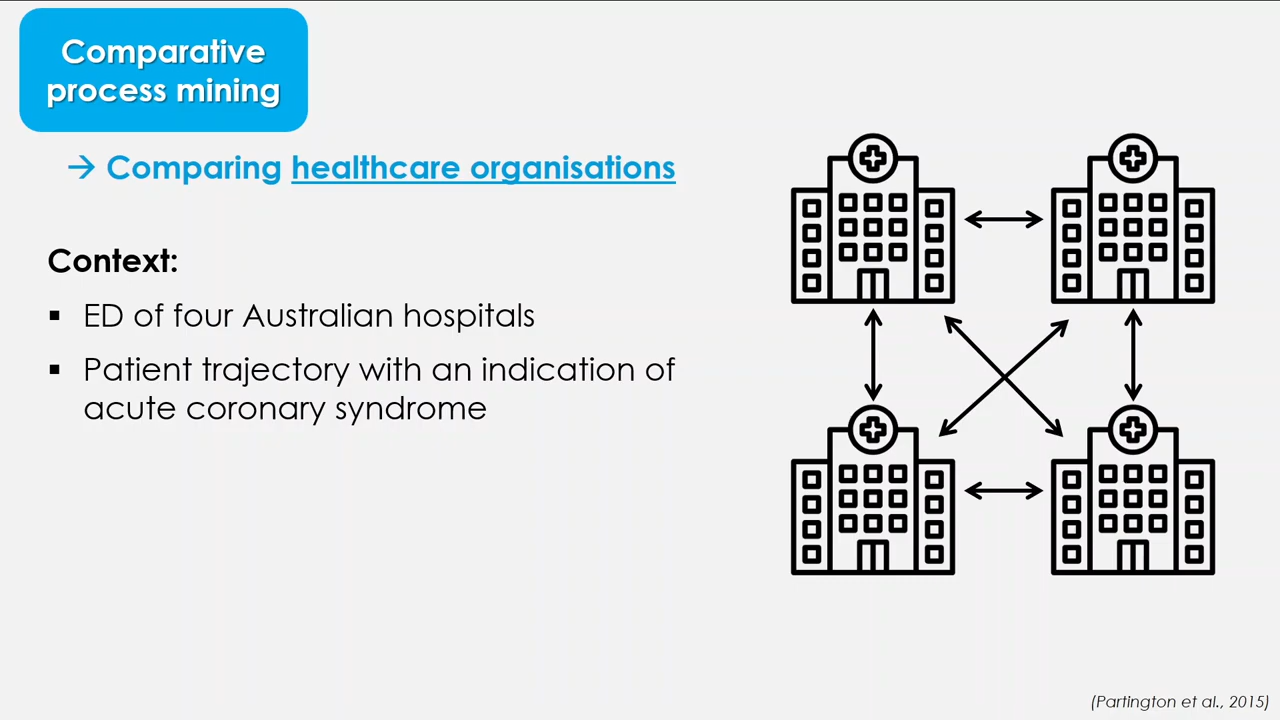 Comparative
process mining
→ Comparing healthcare organisations
Context:
▪ ED of four Australian hospitals
▪ Patient trajectory with an indication of
acute coronary syndrome
(Partington et al., 2015)